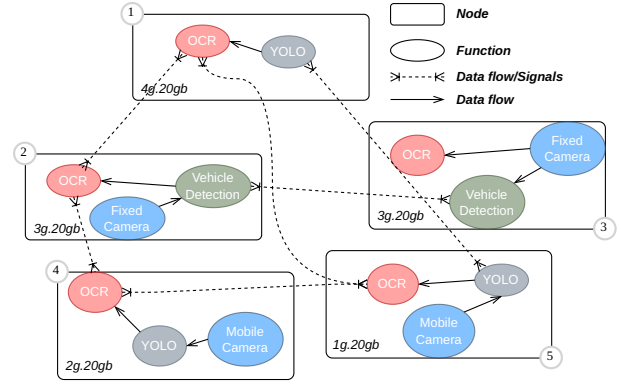 1
OCR
YOLO
4g.20gb
Node
Function
Data flow/Signals
Data flow
2
OCR
Vehicle
Detection
Fixed
Camera
3g.20gb
OCR
Fixed
Camera
Vehicle
Detection
3g.20gb
3
4
OCR
YOLO
Mobile
Camera
2g.20gb
OCR
YOLO
Mobile
Camera
1g.20gb
5